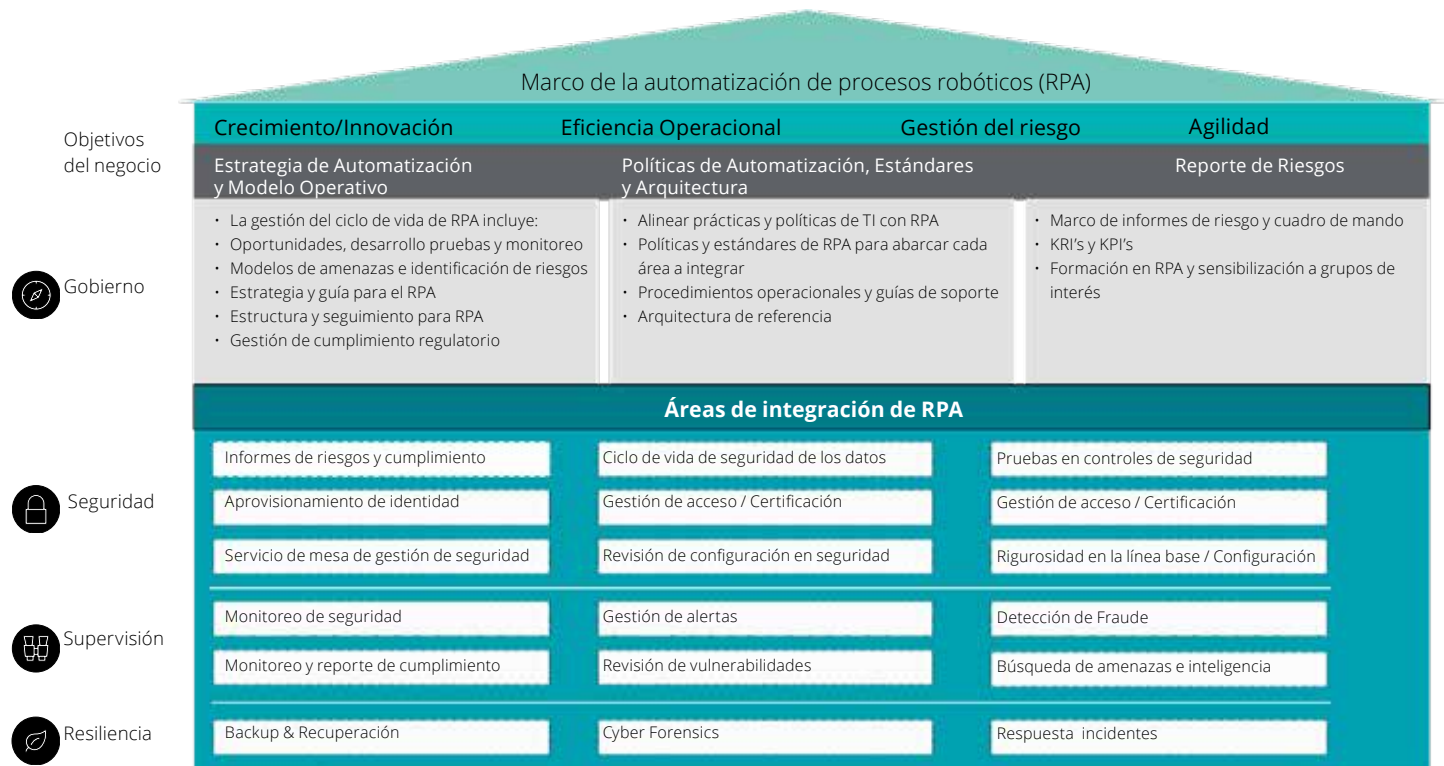 Marco de la automatización de procesos robóticos (RPA)
Objetivos
del negocio
Crecimiento/Innovación
Eficiencia Operacional
Gestión del riesgo
Agilidad
Estrategia de Automatización
y Modelo Operativo
Políticas de Automatización, Estándares
y Arquitectura
Reporte de Riesgos
Gobierno
• La gestión del ciclo de vida de RPA incluye:
• Oportunidades, desarrollo pruebas y monitoreo
• Modelos de amenazas e identificación de riesgos
• Estrategia y guía para el RPA
• Estructura y seguimiento para RPA
• Gestión de cumplimiento regulatorio
• Alinear prácticas y políticas de TI con RPA
• Políticas y estándares de RPA para abarcar cada
área a integrar
• Procedimientos operacionales y guías de soporte
• Arquitectura de referencia
• Marco de informes de riesgo y cuadro de mando
• KRI's y KPI's
• Formación en RPA y sensibilización a grupos de
interés
Áreas de integración de RPA
Seguridad
Informes de riesgos y cumplimiento
Ciclo de vida de seguridad de los datos
Pruebas en controles de seguridad
Aprovisionamiento de identidad
Gestión de acceso / Certificación
Gestión de acceso / Certificación
Servicio de mesa de gestión de seguridad
Revisión de configuración en seguridad
Rigurosidad en la línea base / Configuración
Supervisión
Monitoreo de seguridad
Gestión de alertas
Detección de Fraude
Monitoreo y reporte de cumplimiento
Revisión de vulnerabilidades
Búsqueda de amenazas e inteligencia
Resiliencia
Backup & Recuperación
Cyber Forensics
Respuesta incidentes